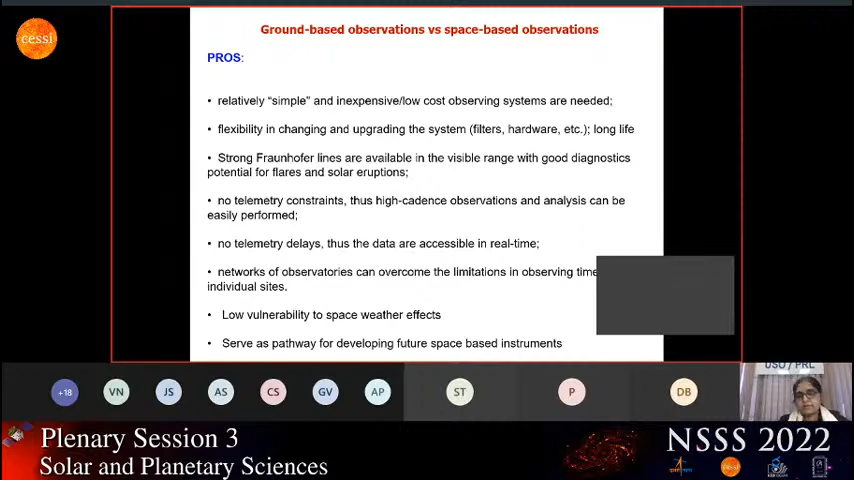 cessi
Ground-based observations vs space-based observations
PROS:
• relatively “simple” and inexpensive/low cost observing systems are needed;
• flexibility in changing and upgrading the system (filters, hardware, etc.); long life
• Strong Fraunhofer lines are available in the visible range with good diagnostics
potential for flares and solar eruptions;
• no telemetry constraints, thus high-cadence observations and analysis can be
easily performed;
• no telemetry delays, thus the data are accessible in real-time;
• networks of observatories can overcome the limitations in observing time
individual sites.
• Low vulnerability to space weather effects
• Serve as pathway for developing future space based instruments
USO / PRL
+18
VN
JS
AS
CS
GV
AP
ST
P
DB
Plenary Session 3
NSSS 2022
Solar and Planetary Sciences